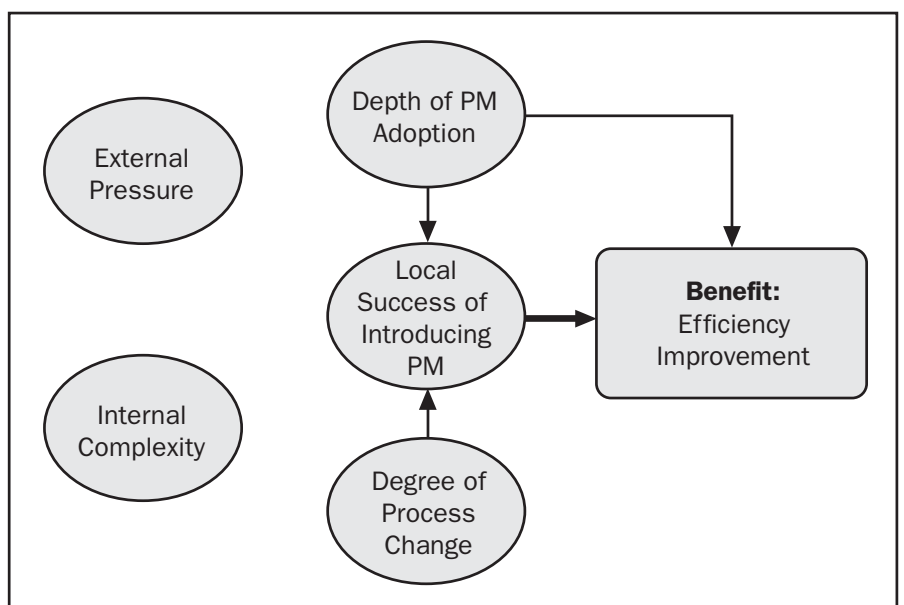 External
Pressure
Internal
Complexity
Depth of PM
Adoption
Local
Success of
Introducing
PM
Degree of
Process
Change
Benefit:
Efficiency
Improvement